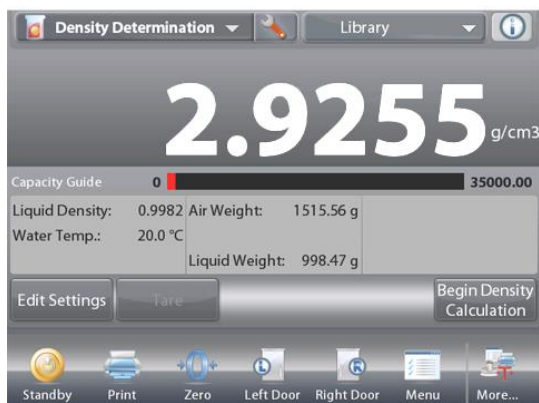 Density Determination Library
2.9255 g/cm3
Capacity Guide 0 35000.00
Liquid Density: 0.9982 Air Weight: 1515.56 g
Water Temp.: 20.0 °C
Liquid Weight: 998.47 g
Edit Settings Tare Begin Density
Calculation
Standby Print Zero Left Door Right Door Menu More...